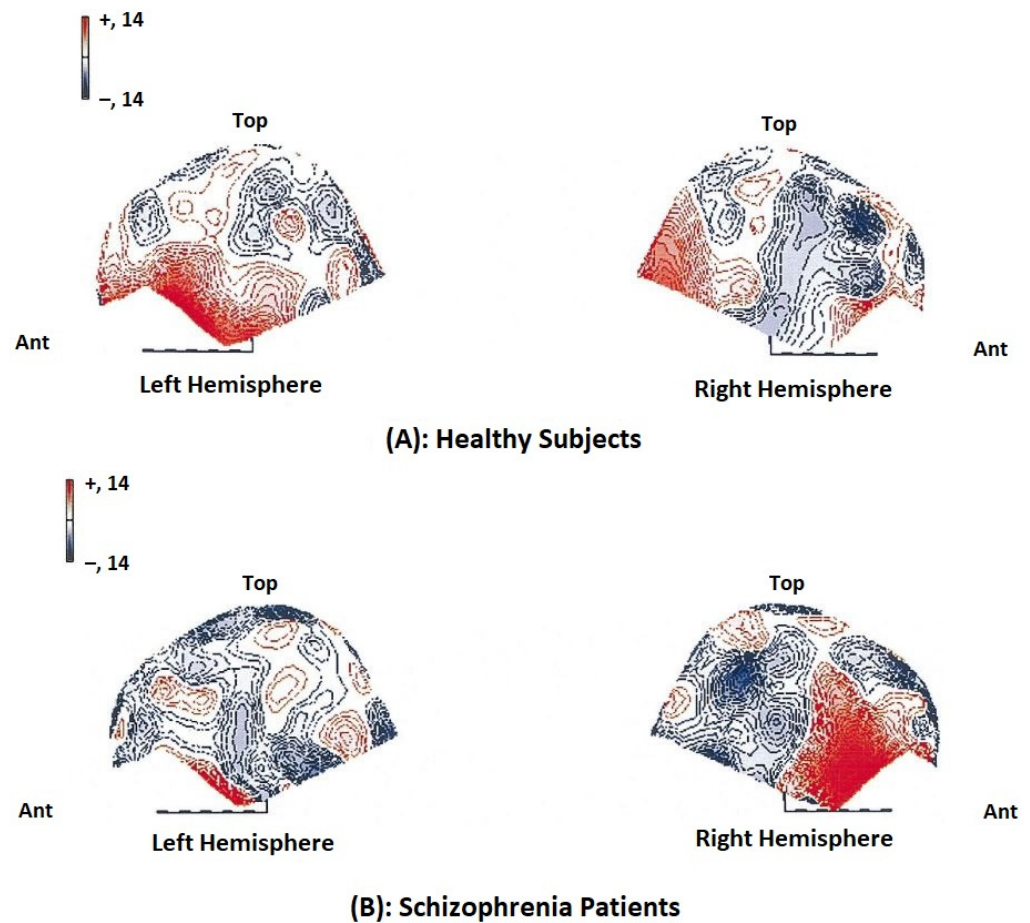 +, 14
–, 14
Top
Top
Ant
Ant
Left Hemisphere
Right Hemisphere
(A): Healthy Subjects
+, 14
–, 14
Top
Top
Ant
Ant
Left Hemisphere
Right Hemisphere
(B): Schizophrenia Patients